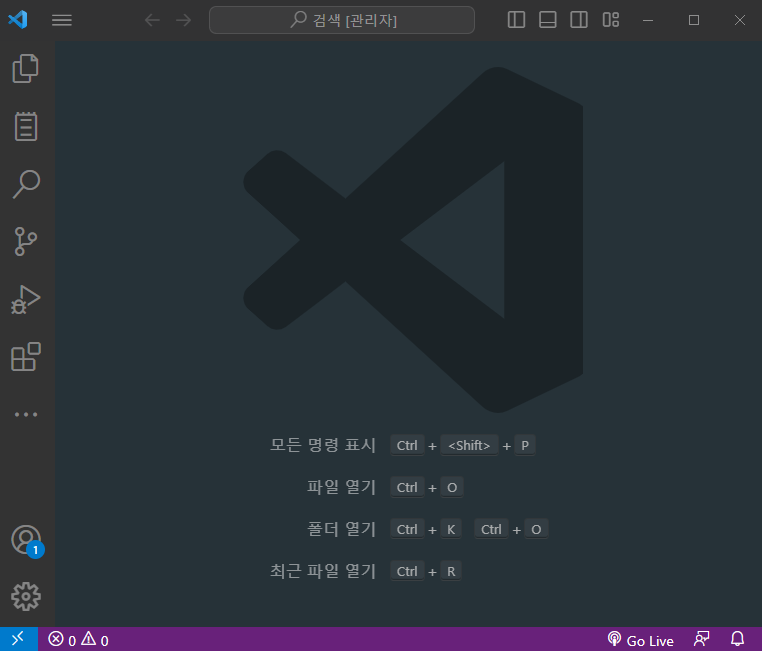 검색 [관리자]
모든 명령 표시 Ctrl + <Shift> + P
파일 열기 Ctrl + O
폴더 열기 Ctrl + K Ctrl + O
최근 파일 열기 Ctrl + R
1
0 0 Go Live